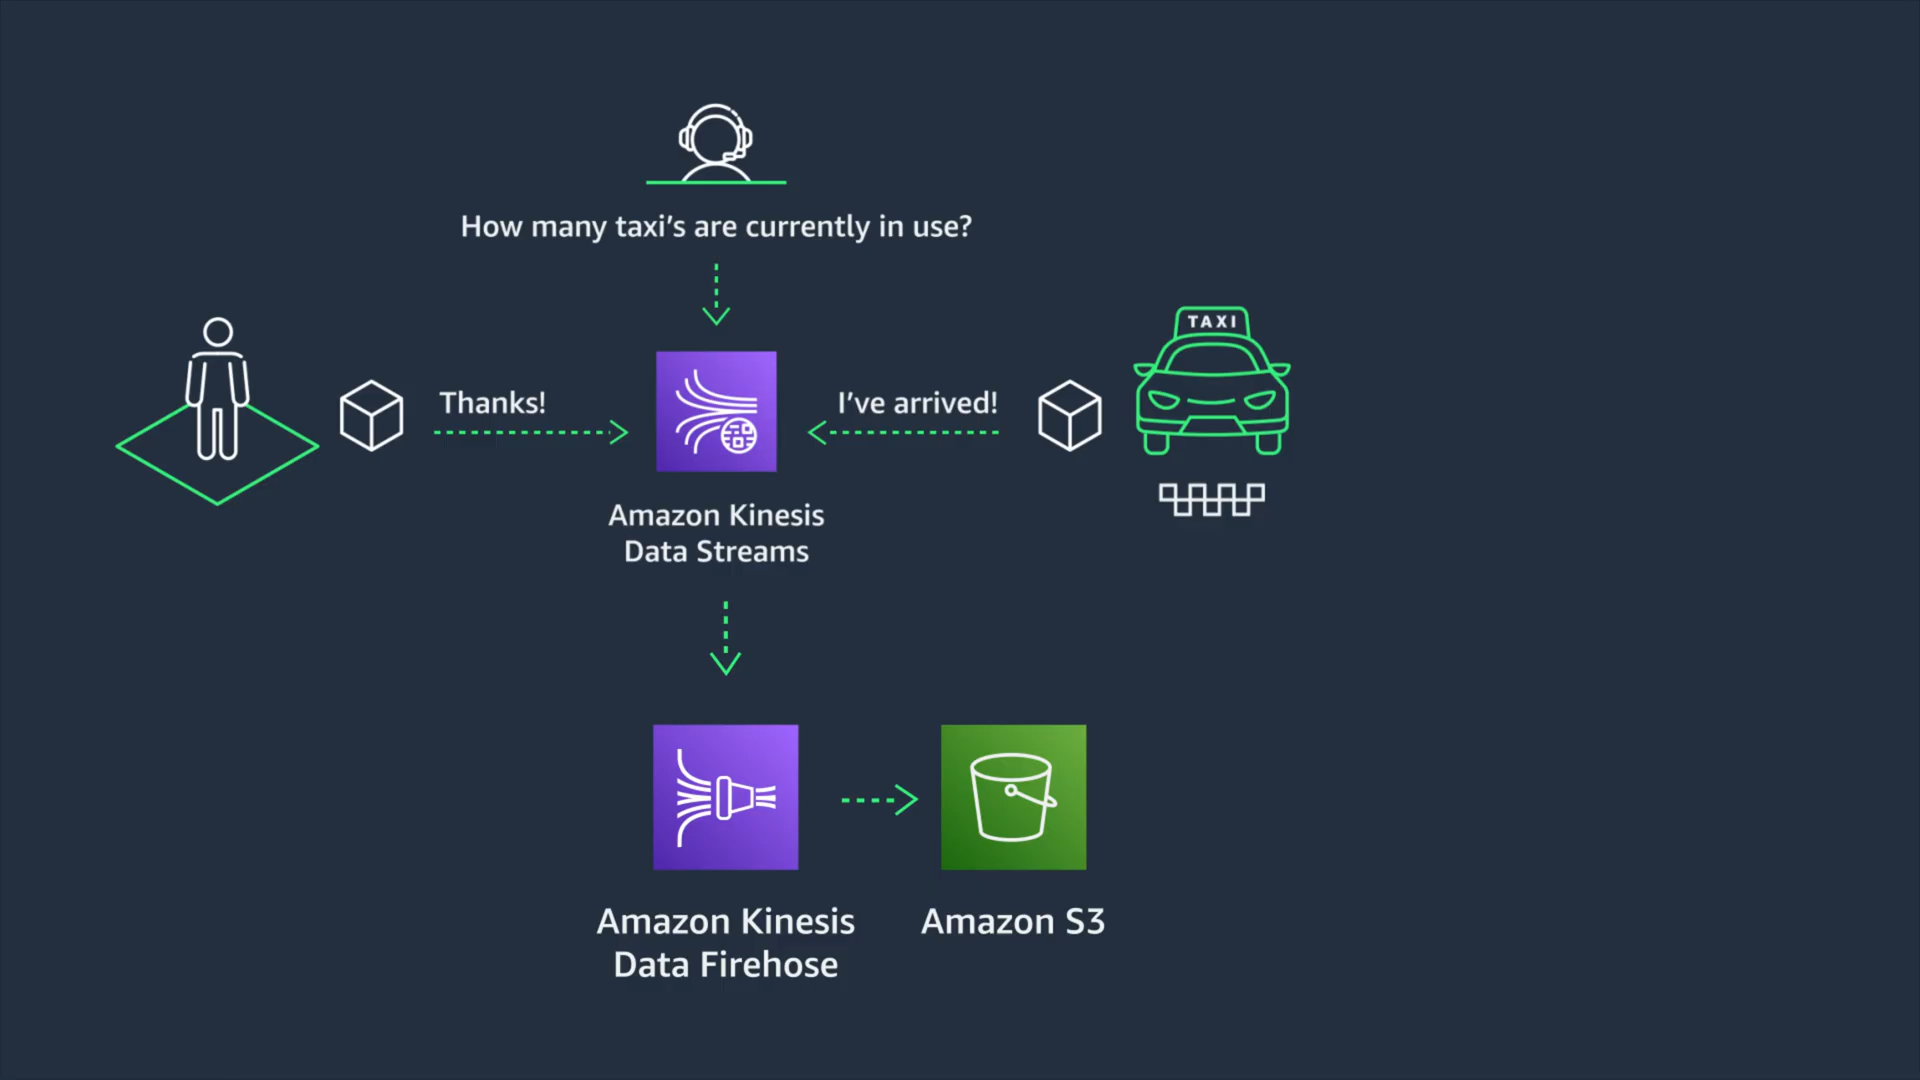 How many taxi's are currently in use?
TAXI
Thanks!
I've arrived!
Amazon Kinesis
Data Streams
Amazon Kinesis
Data Firehose
Amazon S3